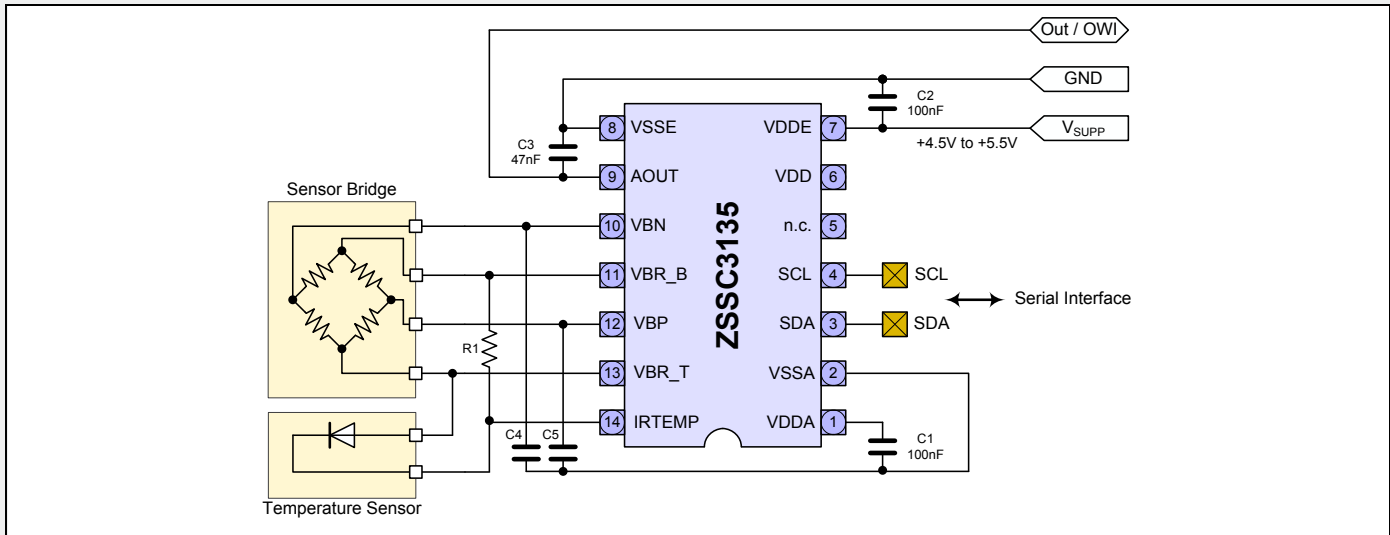 Out / OWI
GND
C2
100nF
VSUPP
+4.5V to +5.5V
C3
47nF
8 VSSE
VDDE 7
9 AOUT
VDD 6
Sensor Bridge
10 VBN
n.c. 5
11 VBR_B
SCL 4
SCL
ZSSC3135
Serial Interface
12 VBP
SDA 3
SDA
R1
13 VBR_T
VSSA 2
14 IRTEMP
VDDA 1
C4
C5
C1
100nF
Temperature Sensor